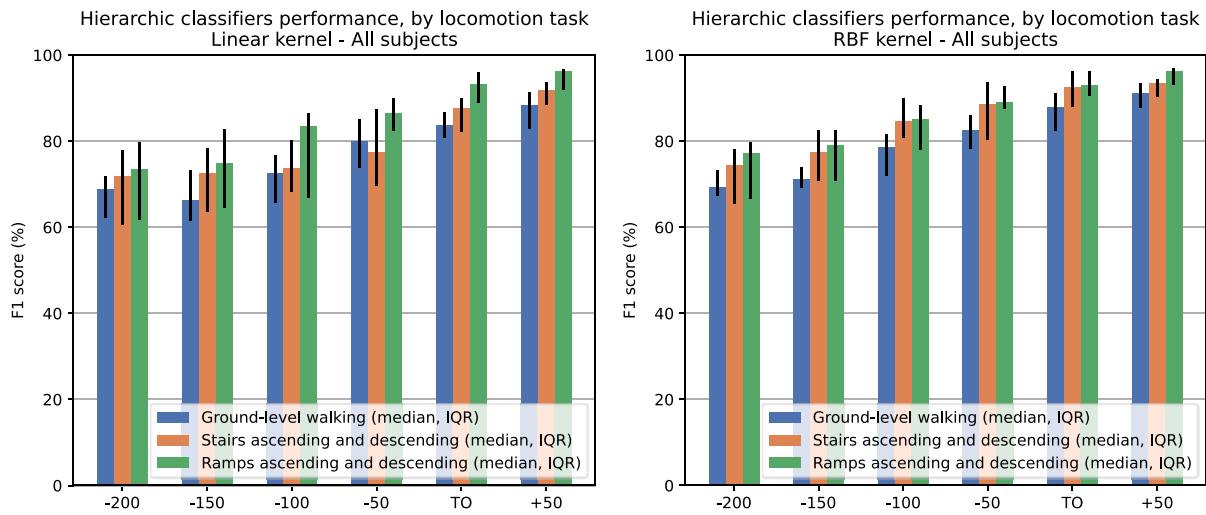 Hierarchic classifiers performance, by locomotion task
Linear kernel - All subjects
F1 score (%)
100
80
60
40
20
0
Ground-level walking (median, IQR)
Stairs ascending and descending (median, IQR)
Ramps ascending and descending (median, IQR)
-200 -150 -100 -50 TO +50
Hierarchic classifiers performance, by locomotion task
RBF kernel - All subjects
F1 score (%)
100
80
60
40
20
0
Ground-level walking (median, IQR)
Stairs ascending and descending (median, IQR)
Ramps ascending and descending (median, IQR)
-200 -150 -100 -50 TO +50